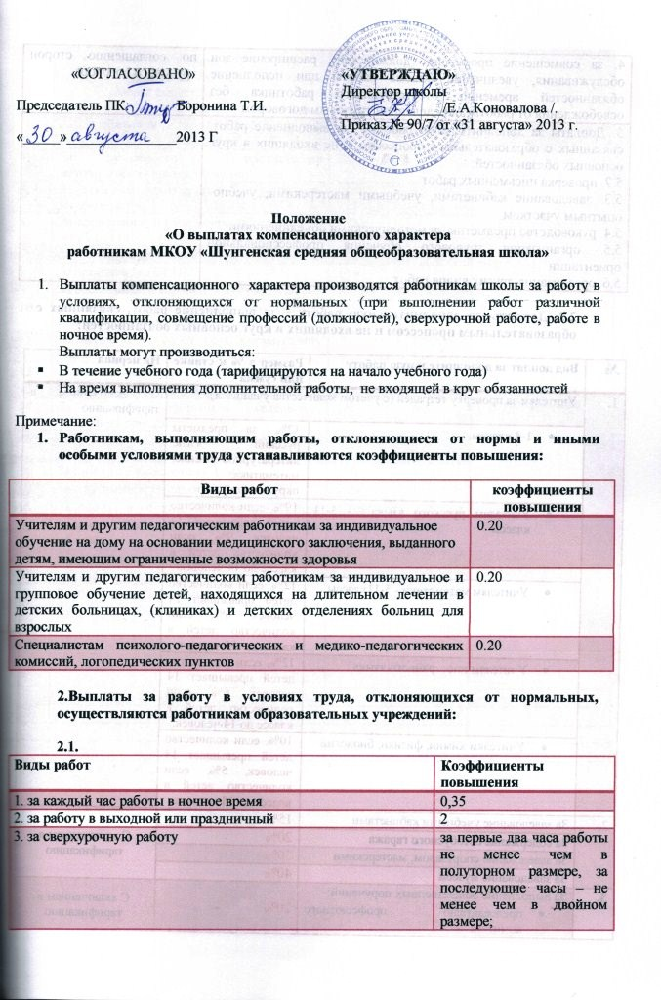 «СОГЛАСОВАНО»
«УТВЕРЖДАЮ»
Директор школы
Председатель ПК: Воронина Т.И.
/Е.А.Коновалова /.
« 30 » августа 2013 Г
Приказ № 90/7 от «31 августа» 2013 г.
Положение
«О выплатах компенсационного характера
работникам МКОУ «Шунгенская средняя общеобразовательная школа»
1. Выплаты компенсационного характера производятся работникам школы за работу в
условиях, отклоняющихся от нормальных (при выполнении работ различной
квалификации, совмещение профессий (должностей), сверхурочной работе, работе в
ночное время).
Выплаты могут производиться:
▪ В течение учебного года (тарифицируются на начало учебного года)
▪ На время выполнения дополнительной работы, не входящей в круг обязанностей
Примечание:
1. Работникам, выполняющим работы, отклоняющиеся от нормы и иными
особыми условиями труда устанавливаются коэффициенты повышения:
Виды работ
коэффициенты
повышения
Учителям и другим педагогическим работникам за индивидуальное
обучение на дому на основании медицинского заключения, выданного
детям, имеющим ограниченные возможности здоровья
0.20
Учителям и другим педагогическим работникам за индивидуальное и
групповое обучение детей, находящихся на длительном лечении в
детских больницах, (клиниках) и детских отделениях больниц для
взрослых
0.20
Специалистам психолого-педагогических и медико-педагогических
комиссий, логопедических пунктов
0.20
2.Выплаты за работу в условиях труда, отклоняющихся от нормальных,
осуществляются работникам образовательных учреждений:
2.1.
Виды работ
Коэффициенты
повышения
1. за каждый час работы в ночное время
0,35
2. за работу в выходной или праздничный
2
3. за сверхурочную работу
за первые два часа работы
не менее чем в
полуторном размере, за
последующие часы – не
менее чем в двойном
размере;